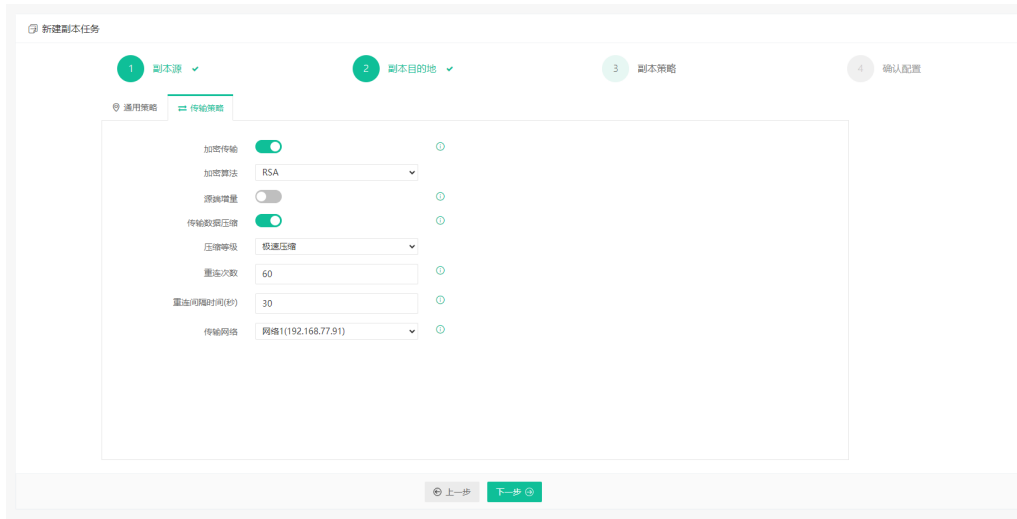 新建副本任务
1 副本源
2 副本目的地
3 副本策略
4 确认配置
通用策略 传输策略
加密传输
加密算法 RSA
源端增量
传输数据压缩
压缩等级 极速压缩
重连次数 60
重连间隔时间(秒) 30
传输网络 网络1(192.168.77.91)
上一步 下一步